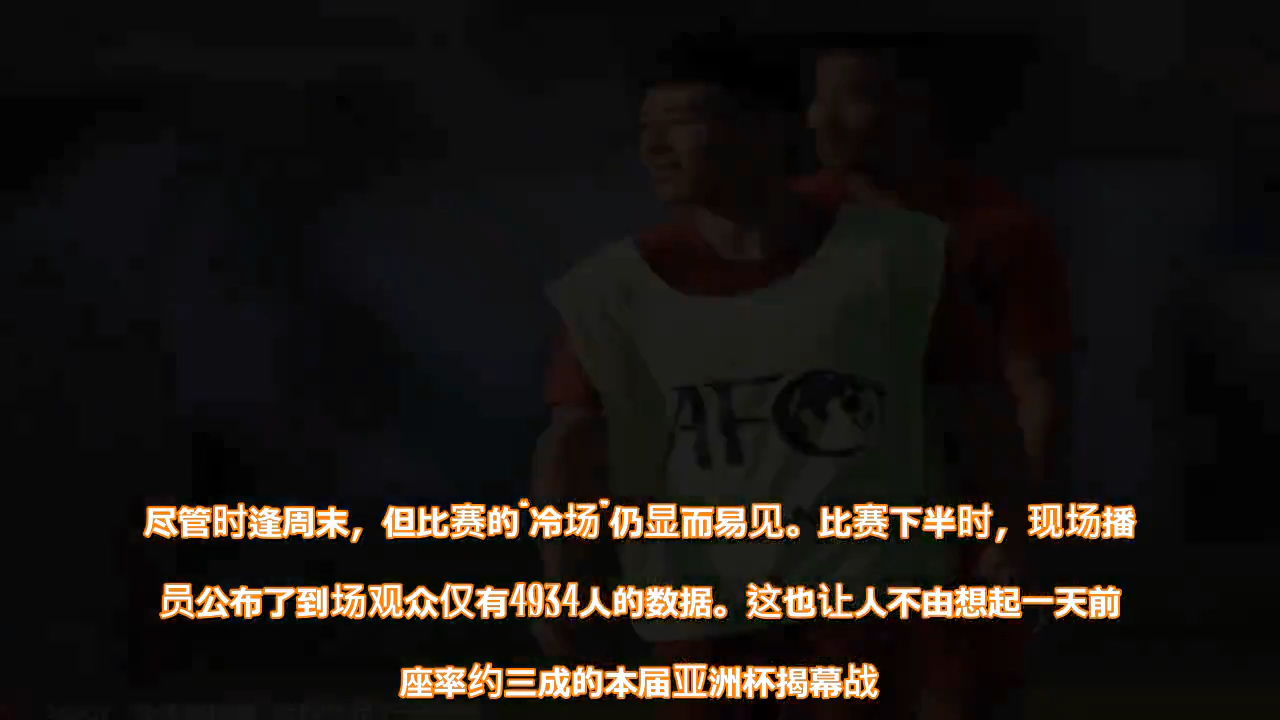 AFC
尽管时逢周末，但比赛的“冷场”仍显而易见。比赛下半时，现场播
员公布了到场观众仅有4934人的数据。这也让人不由想起一天前
座率约三成的本届亚洲杯揭幕战